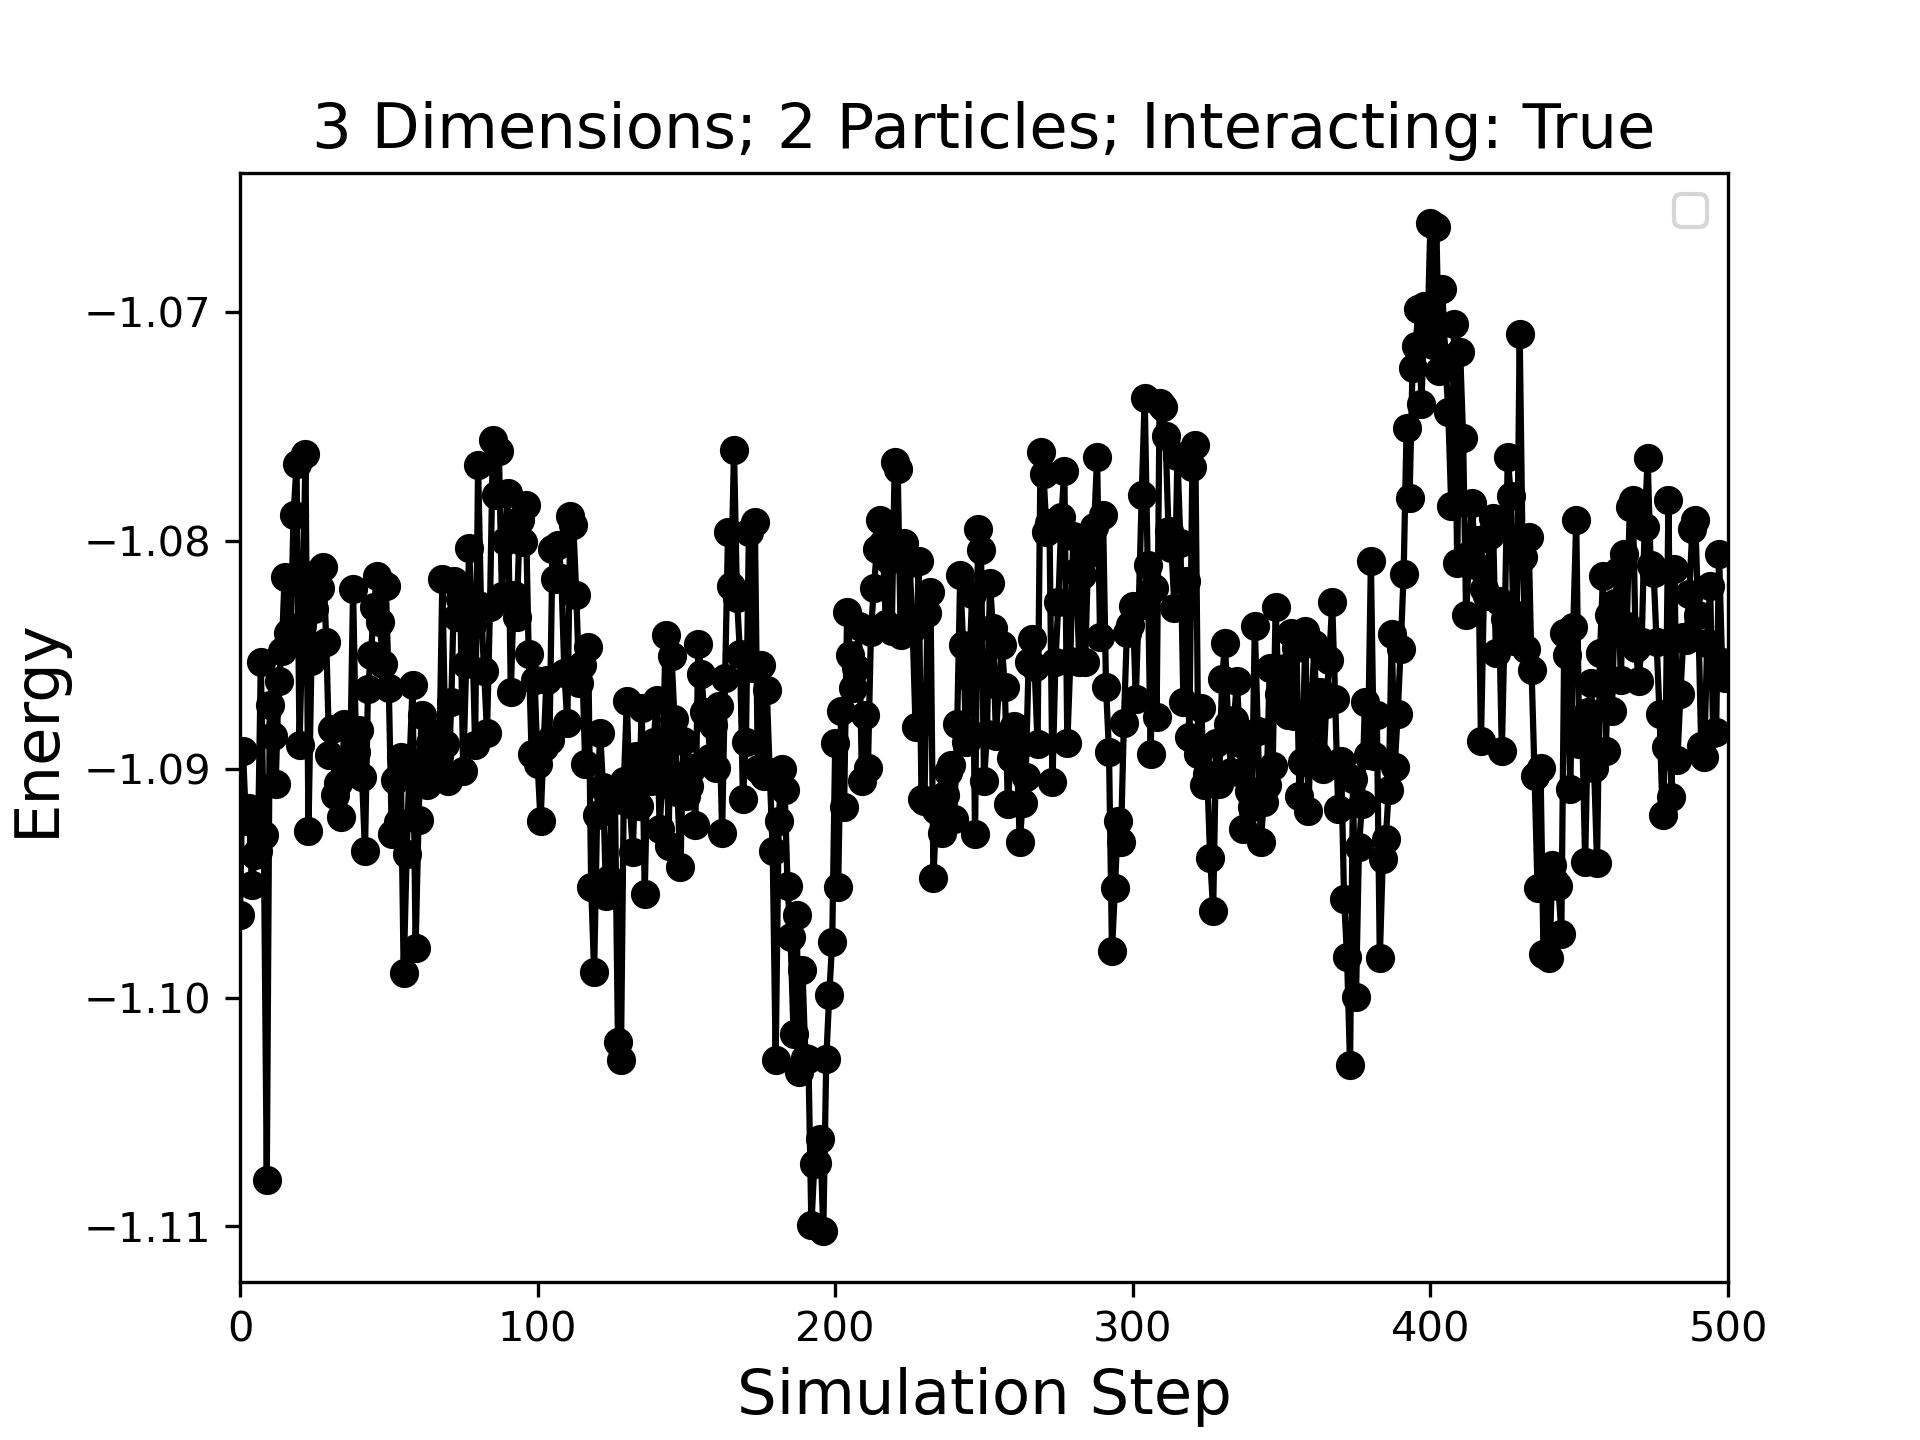 3 Dimensions; 2 Particles; Interacting: True
Energy
−1.07
−1.08
−1.09
−1.10
−1.11
0 100 200 300 400 500
Simulation Step